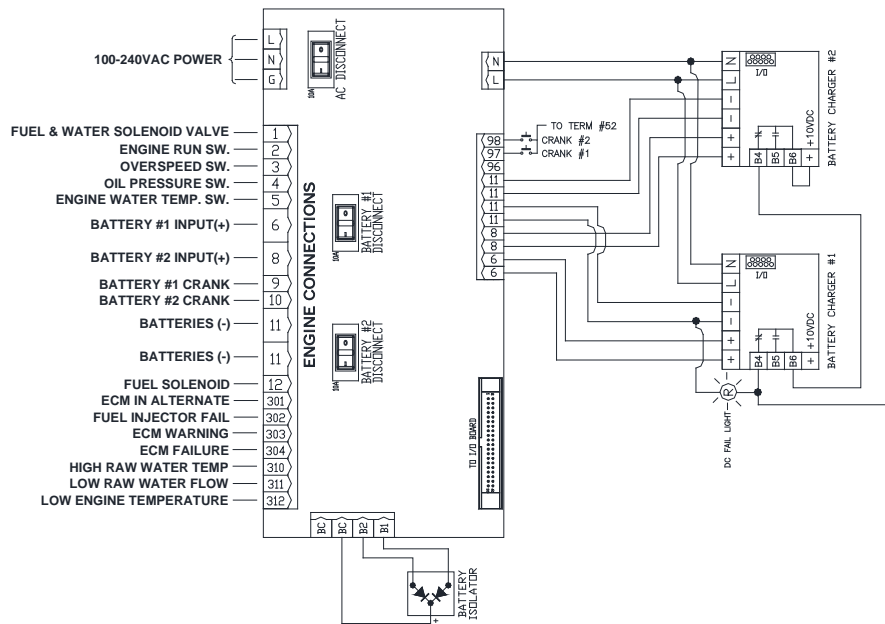 100-240VAC POWER
L
N
G
10A
AC DISCONNECT
FUEL & WATER SOLENOID VALVE
1
ENGINE RUN SW.
2
OVERSPEED SW.
3
OIL PRESSURE SW.
4
ENGINE WATER TEMP. SW.
5
BATTERY #1 INPUT(+)
6
BATTERY #2 INPUT(+)
8
BATTERY #1 CRANK
9
BATTERY #2 CRANK
10
BATTERIES (-)
11
BATTERIES (-)
11
FUEL SOLENOID
12
ECM IN ALTERNATE
301
FUEL INJECTOR FAIL
302
ECM WARNING
303
ECM FAILURE
304
HIGH RAW WATER TEMP
310
LOW RAW WATER FLOW
311
LOW ENGINE TEMPERATURE
312
ENGINE CONNECTIONS
10A
BATTERY #1
DISCONNECT
10A
BATTERY #2
DISCONNECT
TO I/O BOARD
BC
BC
B2
B1
BATTERY
ISOLATOR
+
N
L
98
97
96
11
11
11
11
8
8
6
6
TO TERM #52
CRANK #2
CRANK #1
N
L
-
-
+
+
I/O
B4
B5
B6
+
+10VDC
BATTERY CHARGER #2
N
L
-
-
+
+
I/O
B4
B5
B6
+
+10VDC
BATTERY CHARGER #1
R
DC FAIL LIGHT